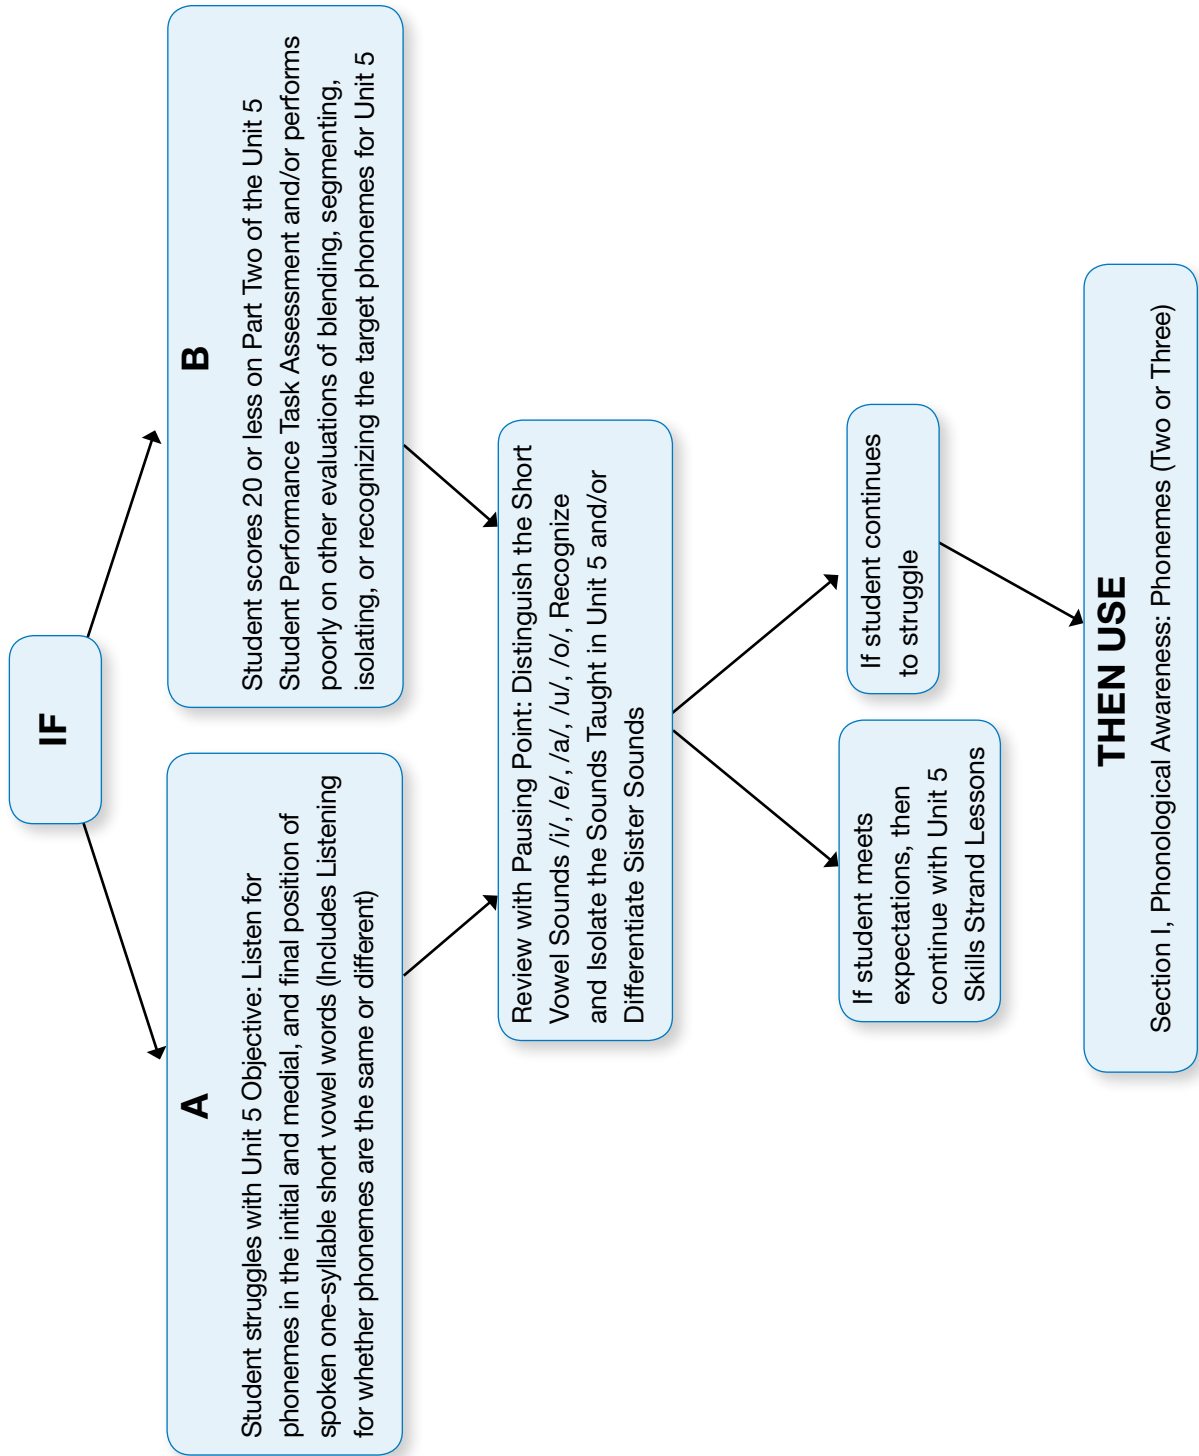 IF
A
Student struggles with Unit 5 Objective: Listen for
phonemes in the initial and medial, and final position of
spoken one-syllable short vowel words (Includes Listening
for whether phonemes are the same or different)
B
Student scores 20 or less on Part Two of the Unit 5
Student Performance Task Assessment and/or performs
poorly on other evaluations of blending, segmenting,
isolating, or recognizing the target phonemes for Unit 5
Review with Pausing Point: Distinguish the Short
Vowel Sounds /i/, /e/, /a/, /u/, /o/, Recognize
and Isolate the Sounds Taught in Unit 5 and/or
Differentiate Sister Sounds
If student meets
expectations, then
continue with Unit 5
Skills Strand Lessons
If student continues
to struggle
THEN USE
Section I, Phonological Awareness: Phonemes (Two or Three)